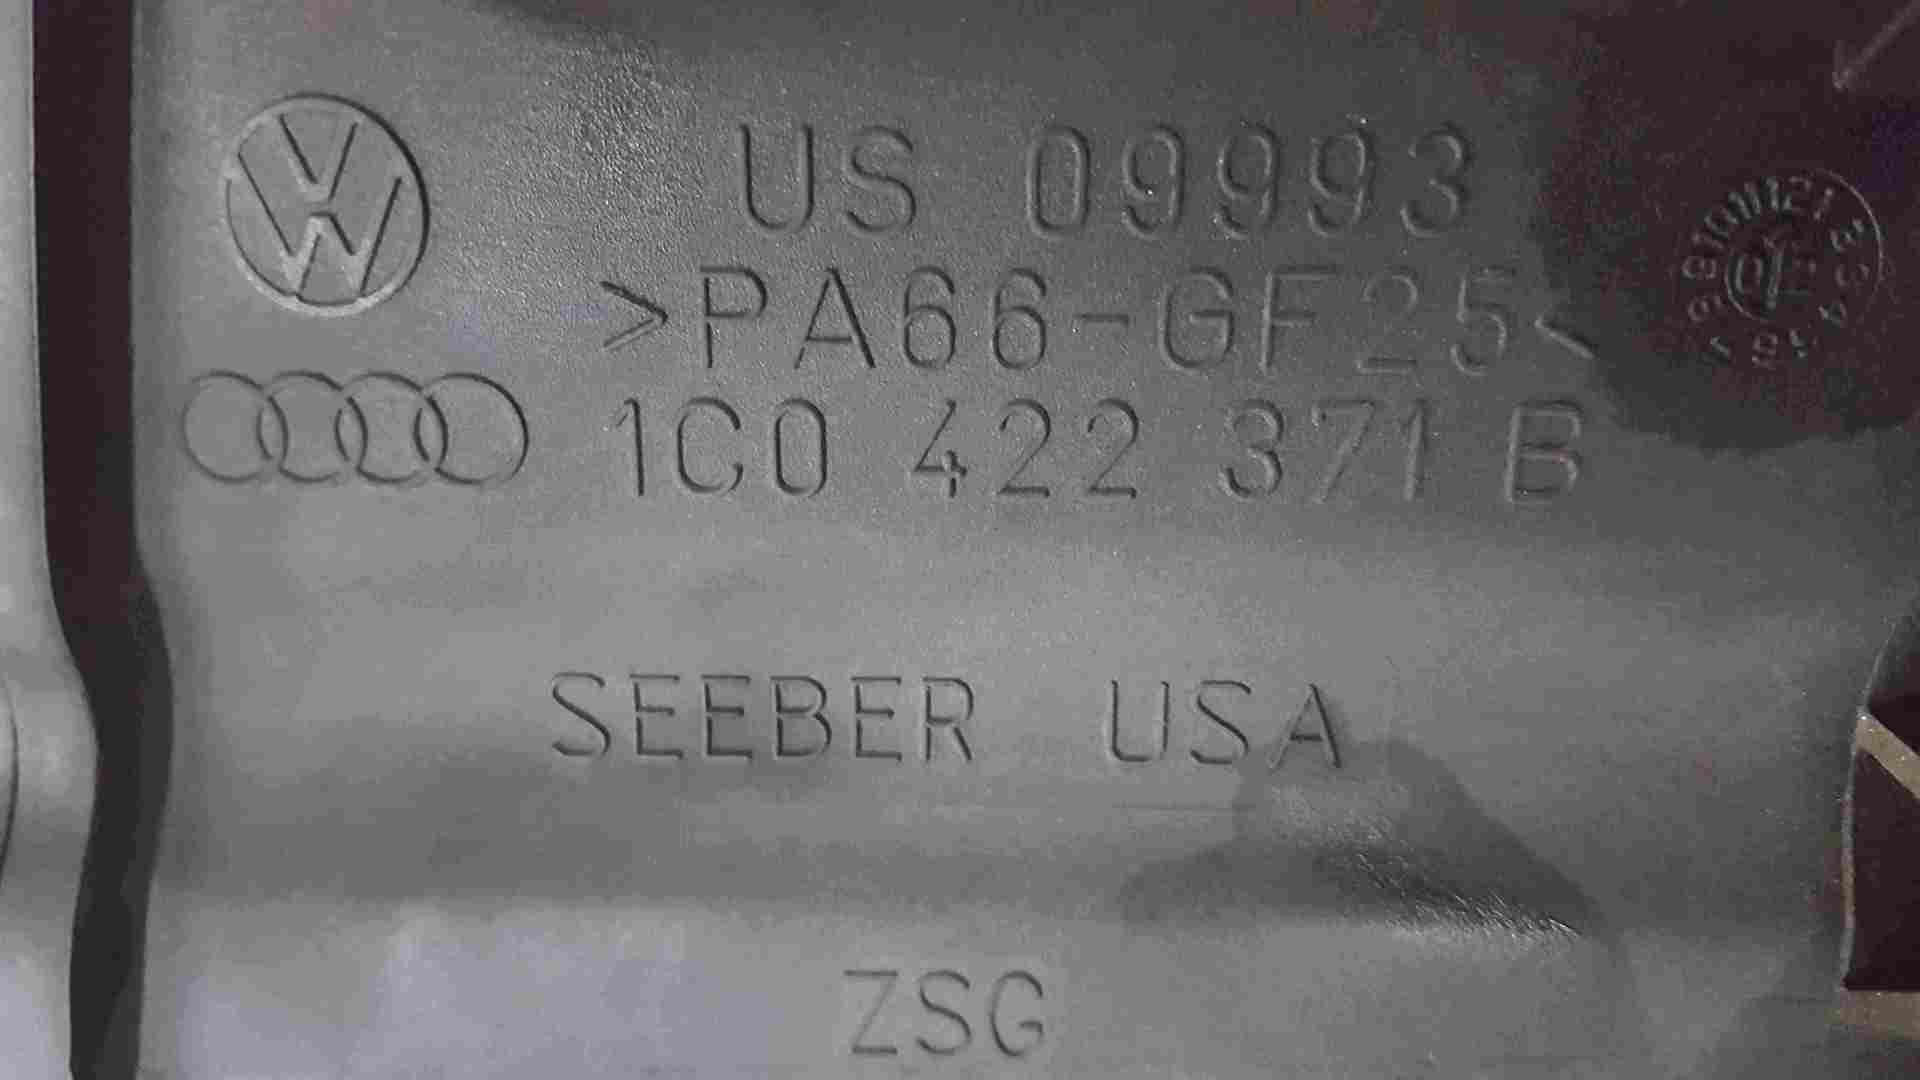 US 09993
>PA66-GF25<
1C0 422 371 B
SEEBER USA
ZSG